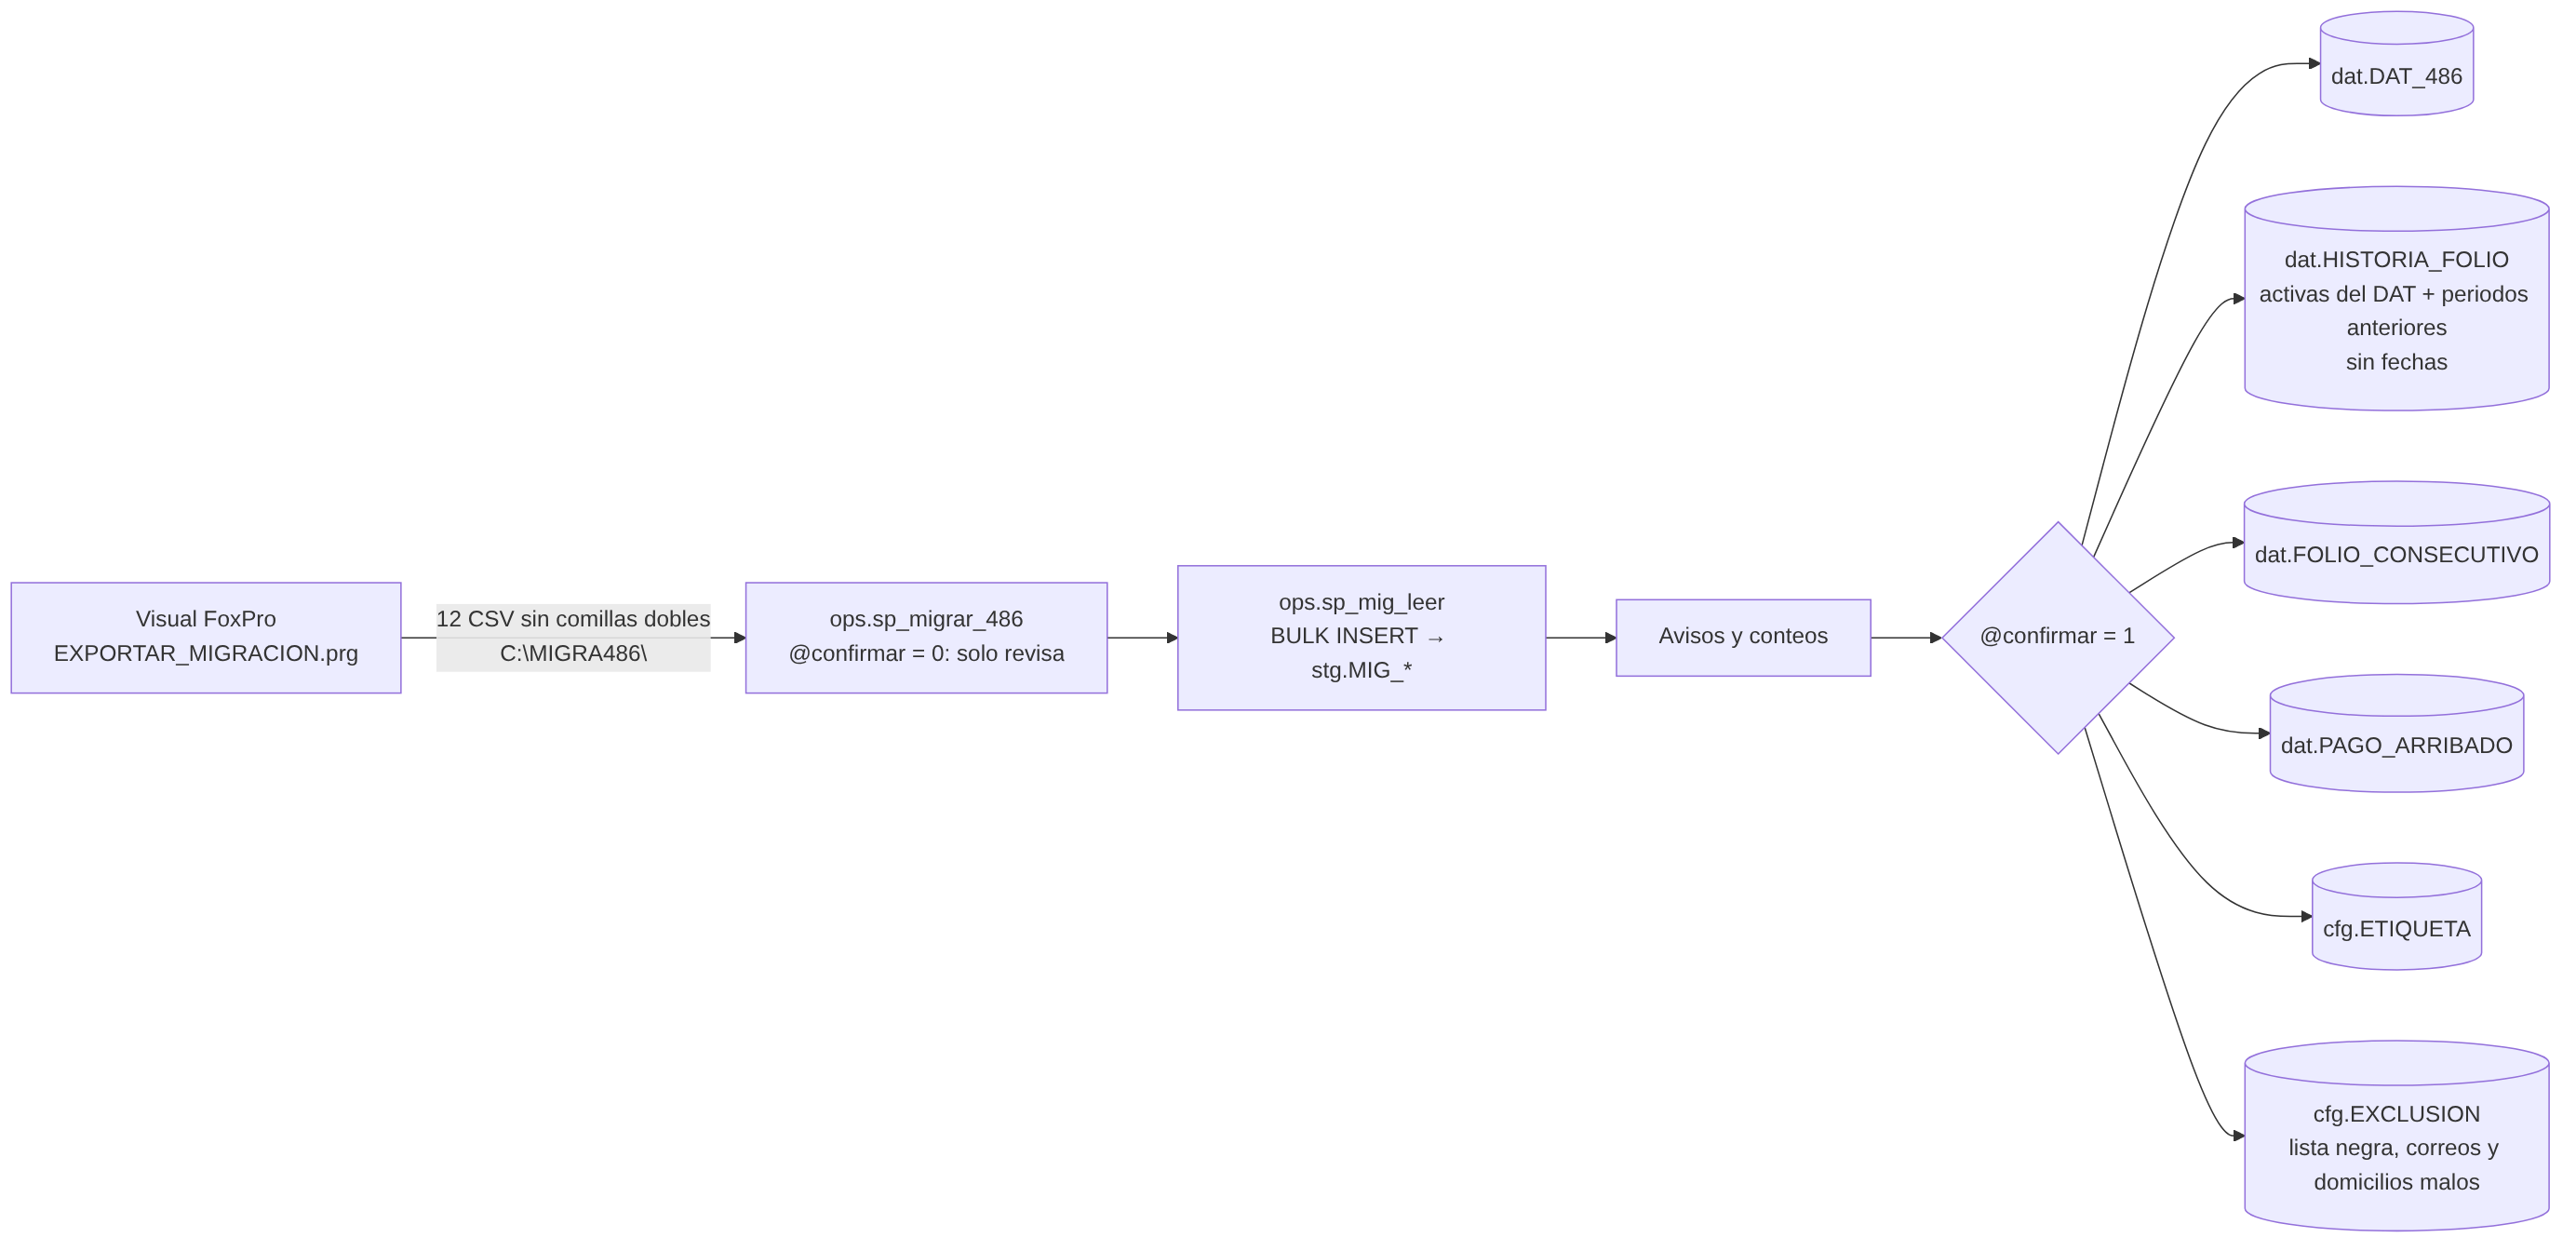 Visual FoxPro
EXPORTAR_MIGRACION.prg
12 CSV sin comillas dobles
C:\MIGRA486\
ops.sp_migrar_486
@confirmar = 0: solo revisa
ops.sp_mig_leer
BULK INSERT →
stg.MIG_*
Avisos y conteos
@confirmar = 1
dat.DAT_486
dat.HISTORIA_FOLIO
activas del DAT + periodos
anteriores
sin fechas
dat.FOLIO_CONSECUTIVO
dat.PAGO_ARRIBADO
cfg.ETIQUETA
cfg.EXCLUSION
lista negra, correos y
domicilios malos